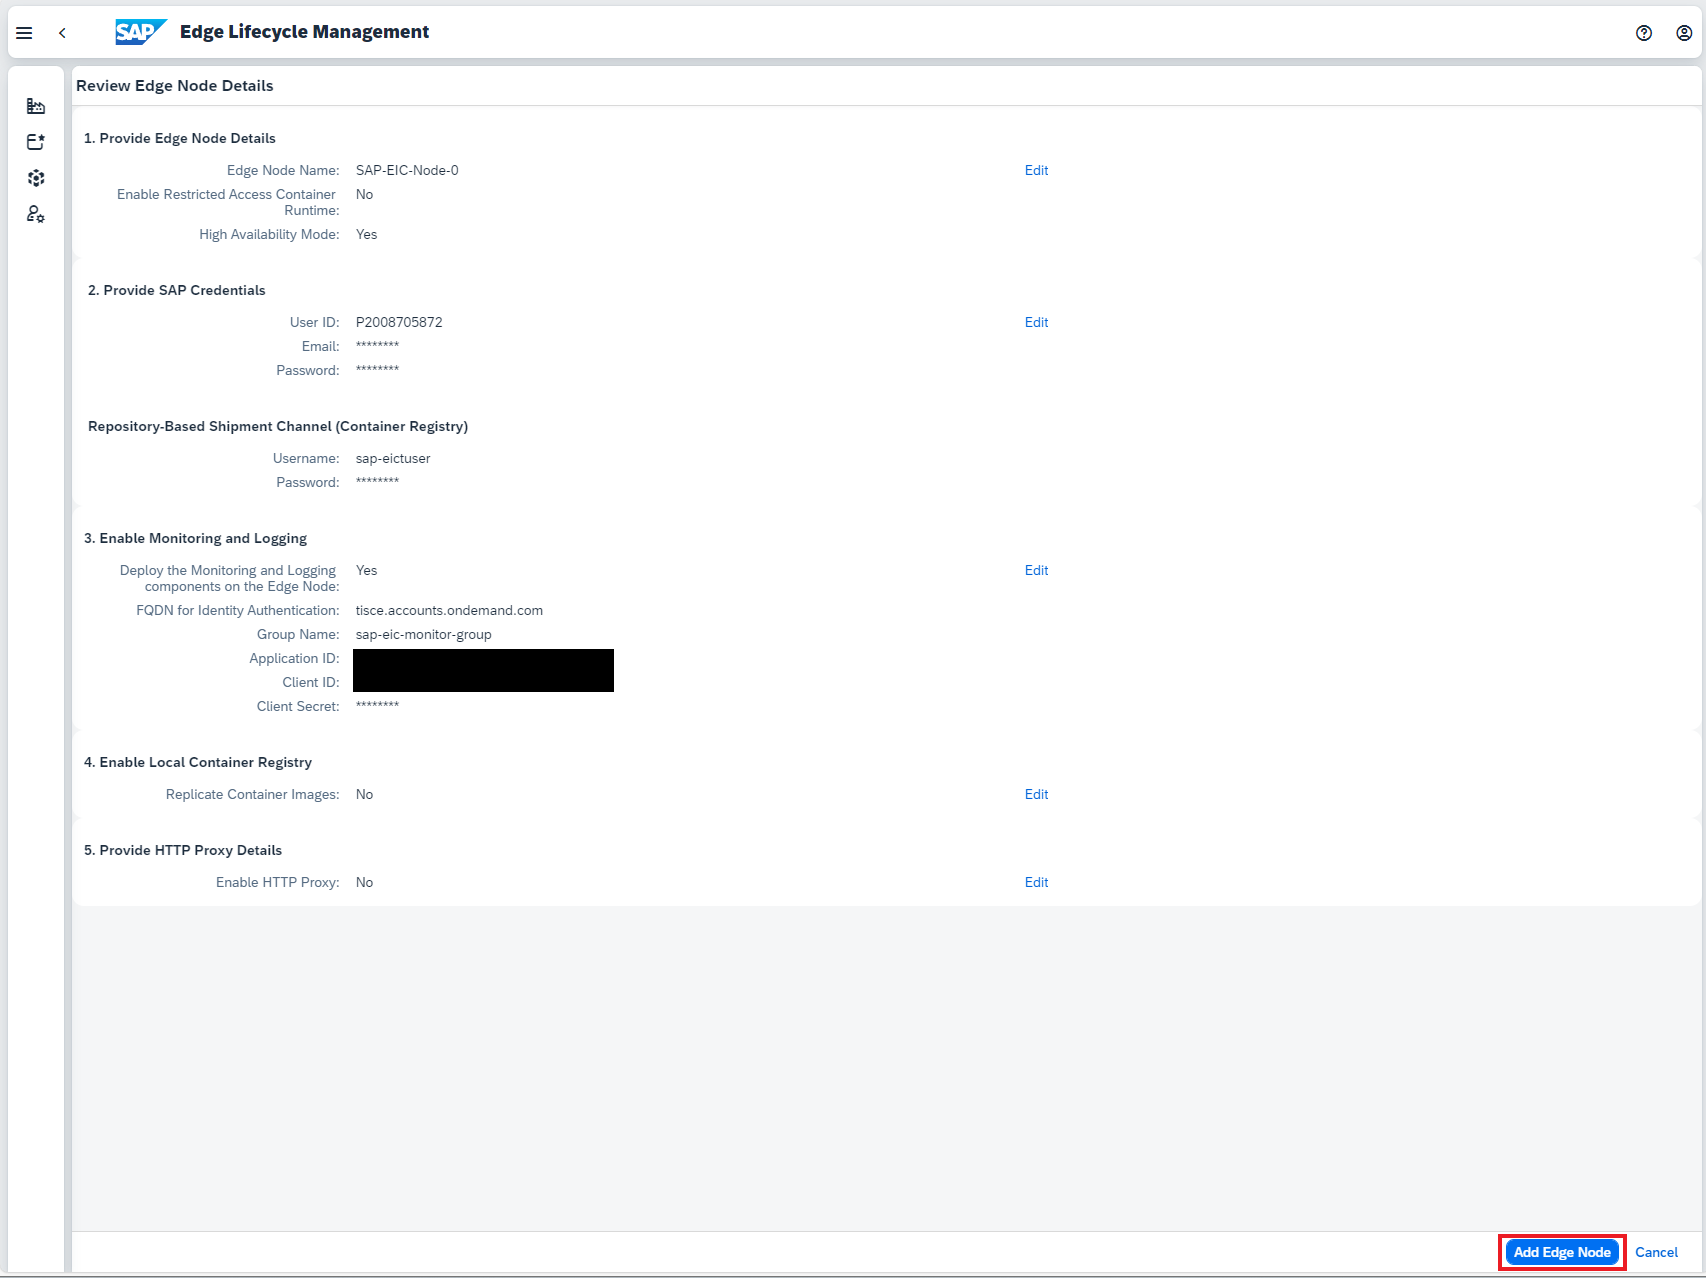 SAP Edge Lifecycle Management
Review Edge Node Details
1. Provide Edge Node Details
Edge Node Name: SAP-EIC-Node-0 Edit
Enable Restricted Access Container No
Runtime:
High Availability Mode: Yes
2. Provide SAP Credentials
User ID: P2008705872 Edit
Email: ********
Password: ********
Repository-Based Shipment Channel (Container Registry)
Username: sap-eictuser
Password: ********
3. Enable Monitoring and Logging
Deploy the Monitoring and Logging Yes Edit
components on the Edge Node:
FQDN for Identity Authentication: tisce.accounts.ondemand.com
Group Name: sap-eic-monitor-group
Application ID:
Client ID:
Client Secret: ********
4. Enable Local Container Registry
Replicate Container Images: No Edit
5. Provide HTTP Proxy Details
Enable HTTP Proxy: No Edit
Add Edge Node Cancel